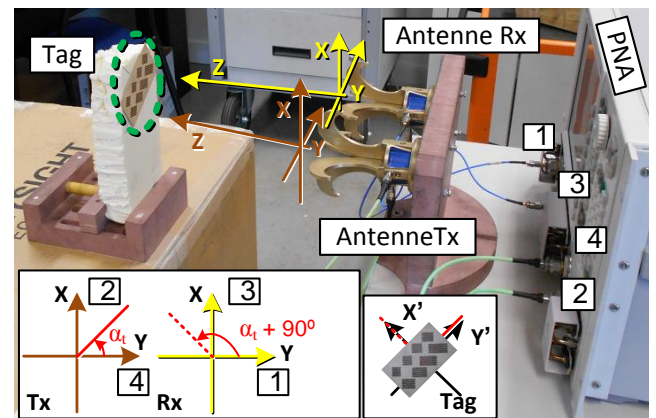 Tag
Antenne Rx
PNA
X
Z
Y
X
Z
Y
1
3
4
2
AntenneTx
X
2
αt
Y
4
Tx
X
3
αt + 90º
Y
1
Rx
X'
Y'
Tag